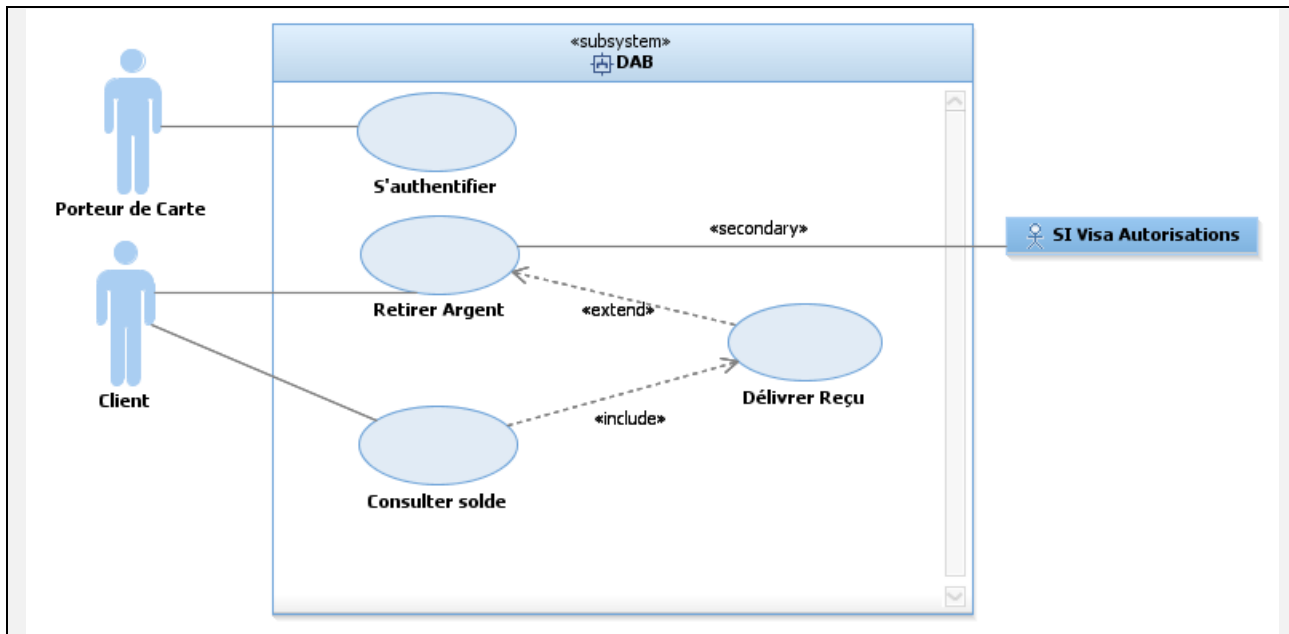 «subsystem»
DAB
S'authentifier
Porteur de Carte
«secondary»
SI Visa Autorisations
Retirer Argent
«extend»
Client
Délivrer Reçu
«include»
Consulter solde